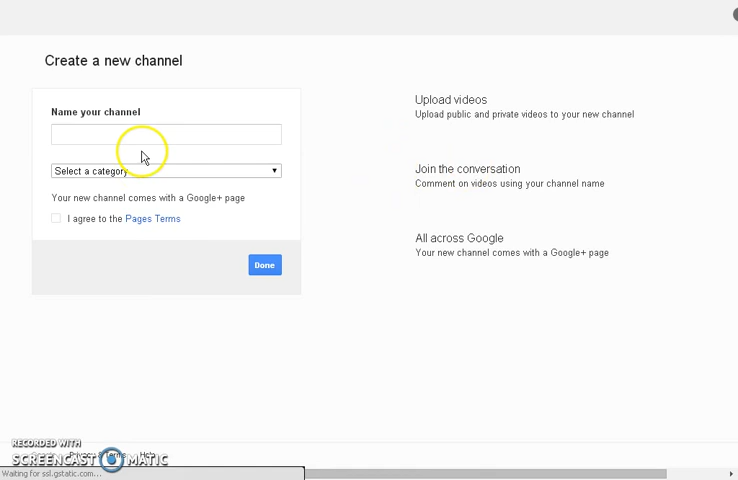 Create a new channel
Name your channel
Select a category
Your new channel comes with a Google+ page
I agree to the Pages Terms
Done
Upload videos
Upload public and private videos to your new channel
Join the conversation
Comment on videos using your channel name
All across Google
Your new channel comes with a Google+ page
RECORDED WITH
Help
SCREENCAST MATIC
Waiting for ssl.gstatic.com...